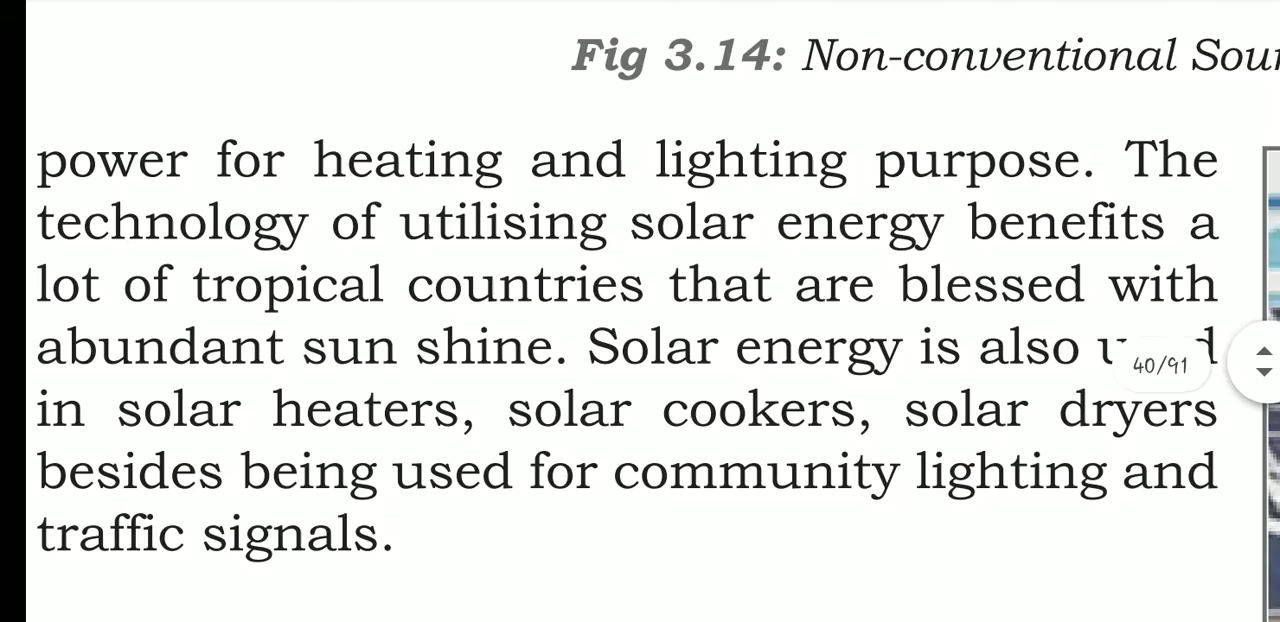 Fig 3.14: Non-conventional
power for heating and lighting purpose. The
technology of utilising solar energy benefits a
lot of tropical countries that are blessed with
abundant sun shine. Solar energy is also
40/91
in solar heaters, solar cookers, solar dryers
besides being used for community lighting and
traffic signals.